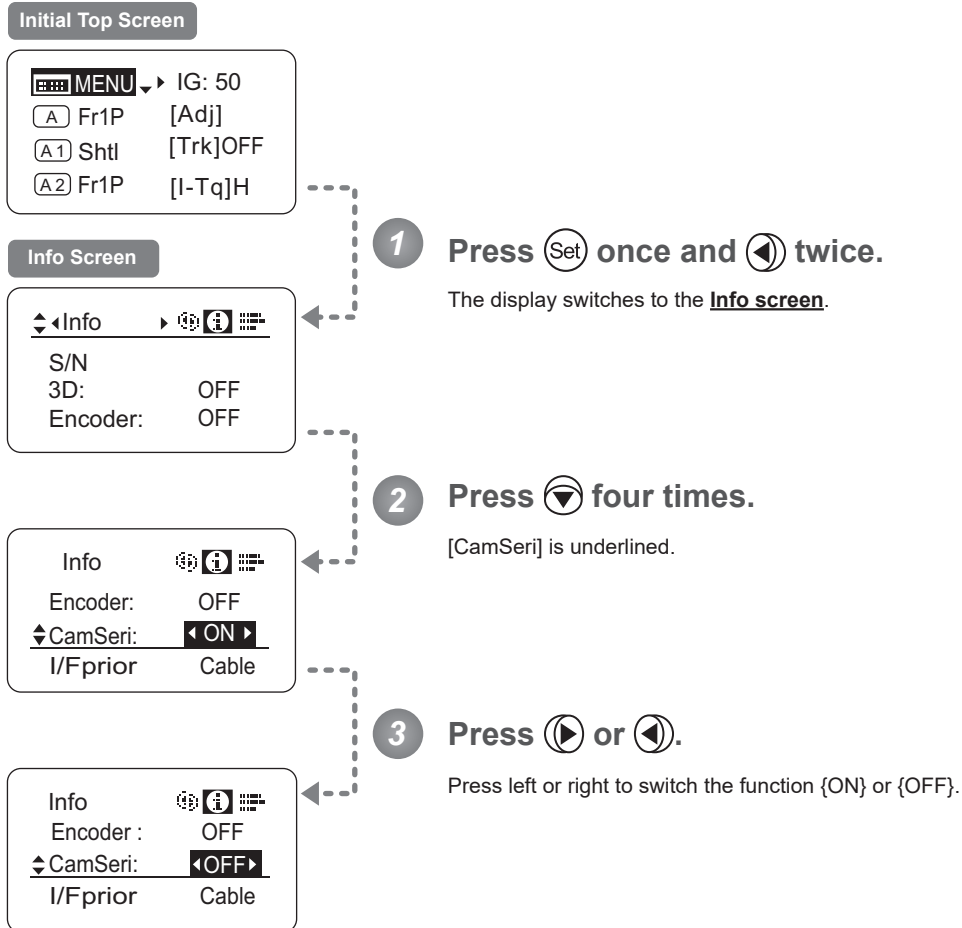 Initial Top Screen
MENU IG: 50
A Fr1P [Adj]
A1 Shtl [Trk]OFF
A2 Fr1P [I-Tq]H
1 Press Set once and twice.
The display switches to the Info screen.
Info Screen
Info
S/N
3D: OFF
Encoder: OFF
2 Press four times.
[CamSeri] is underlined.
Info
Encoder: OFF
CamSeri: ON
I/Fprior Cable
3 Press or .
Press left or right to switch the function {ON} or {OFF}.
Info
Encoder : OFF
CamSeri: OFF
I/Fprior Cable